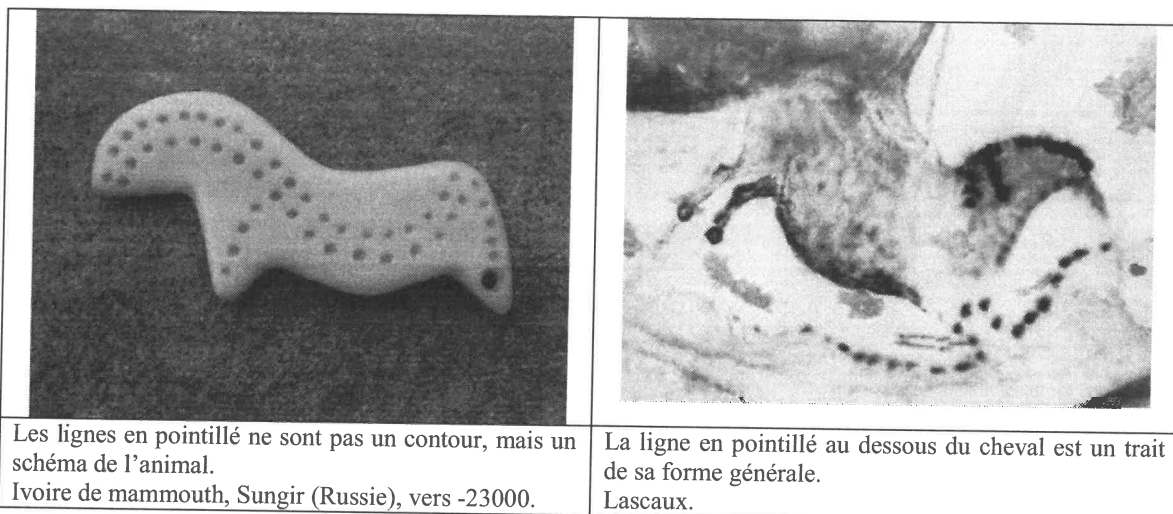 Les lignes en pointillé ne sont pas un contour, mais un
schéma de l'animal.
Ivoire de mammouth, Sungir (Russie), vers -23000.
La ligne en pointillé au dessous du cheval est un trait
de sa forme générale.
Lascaux.